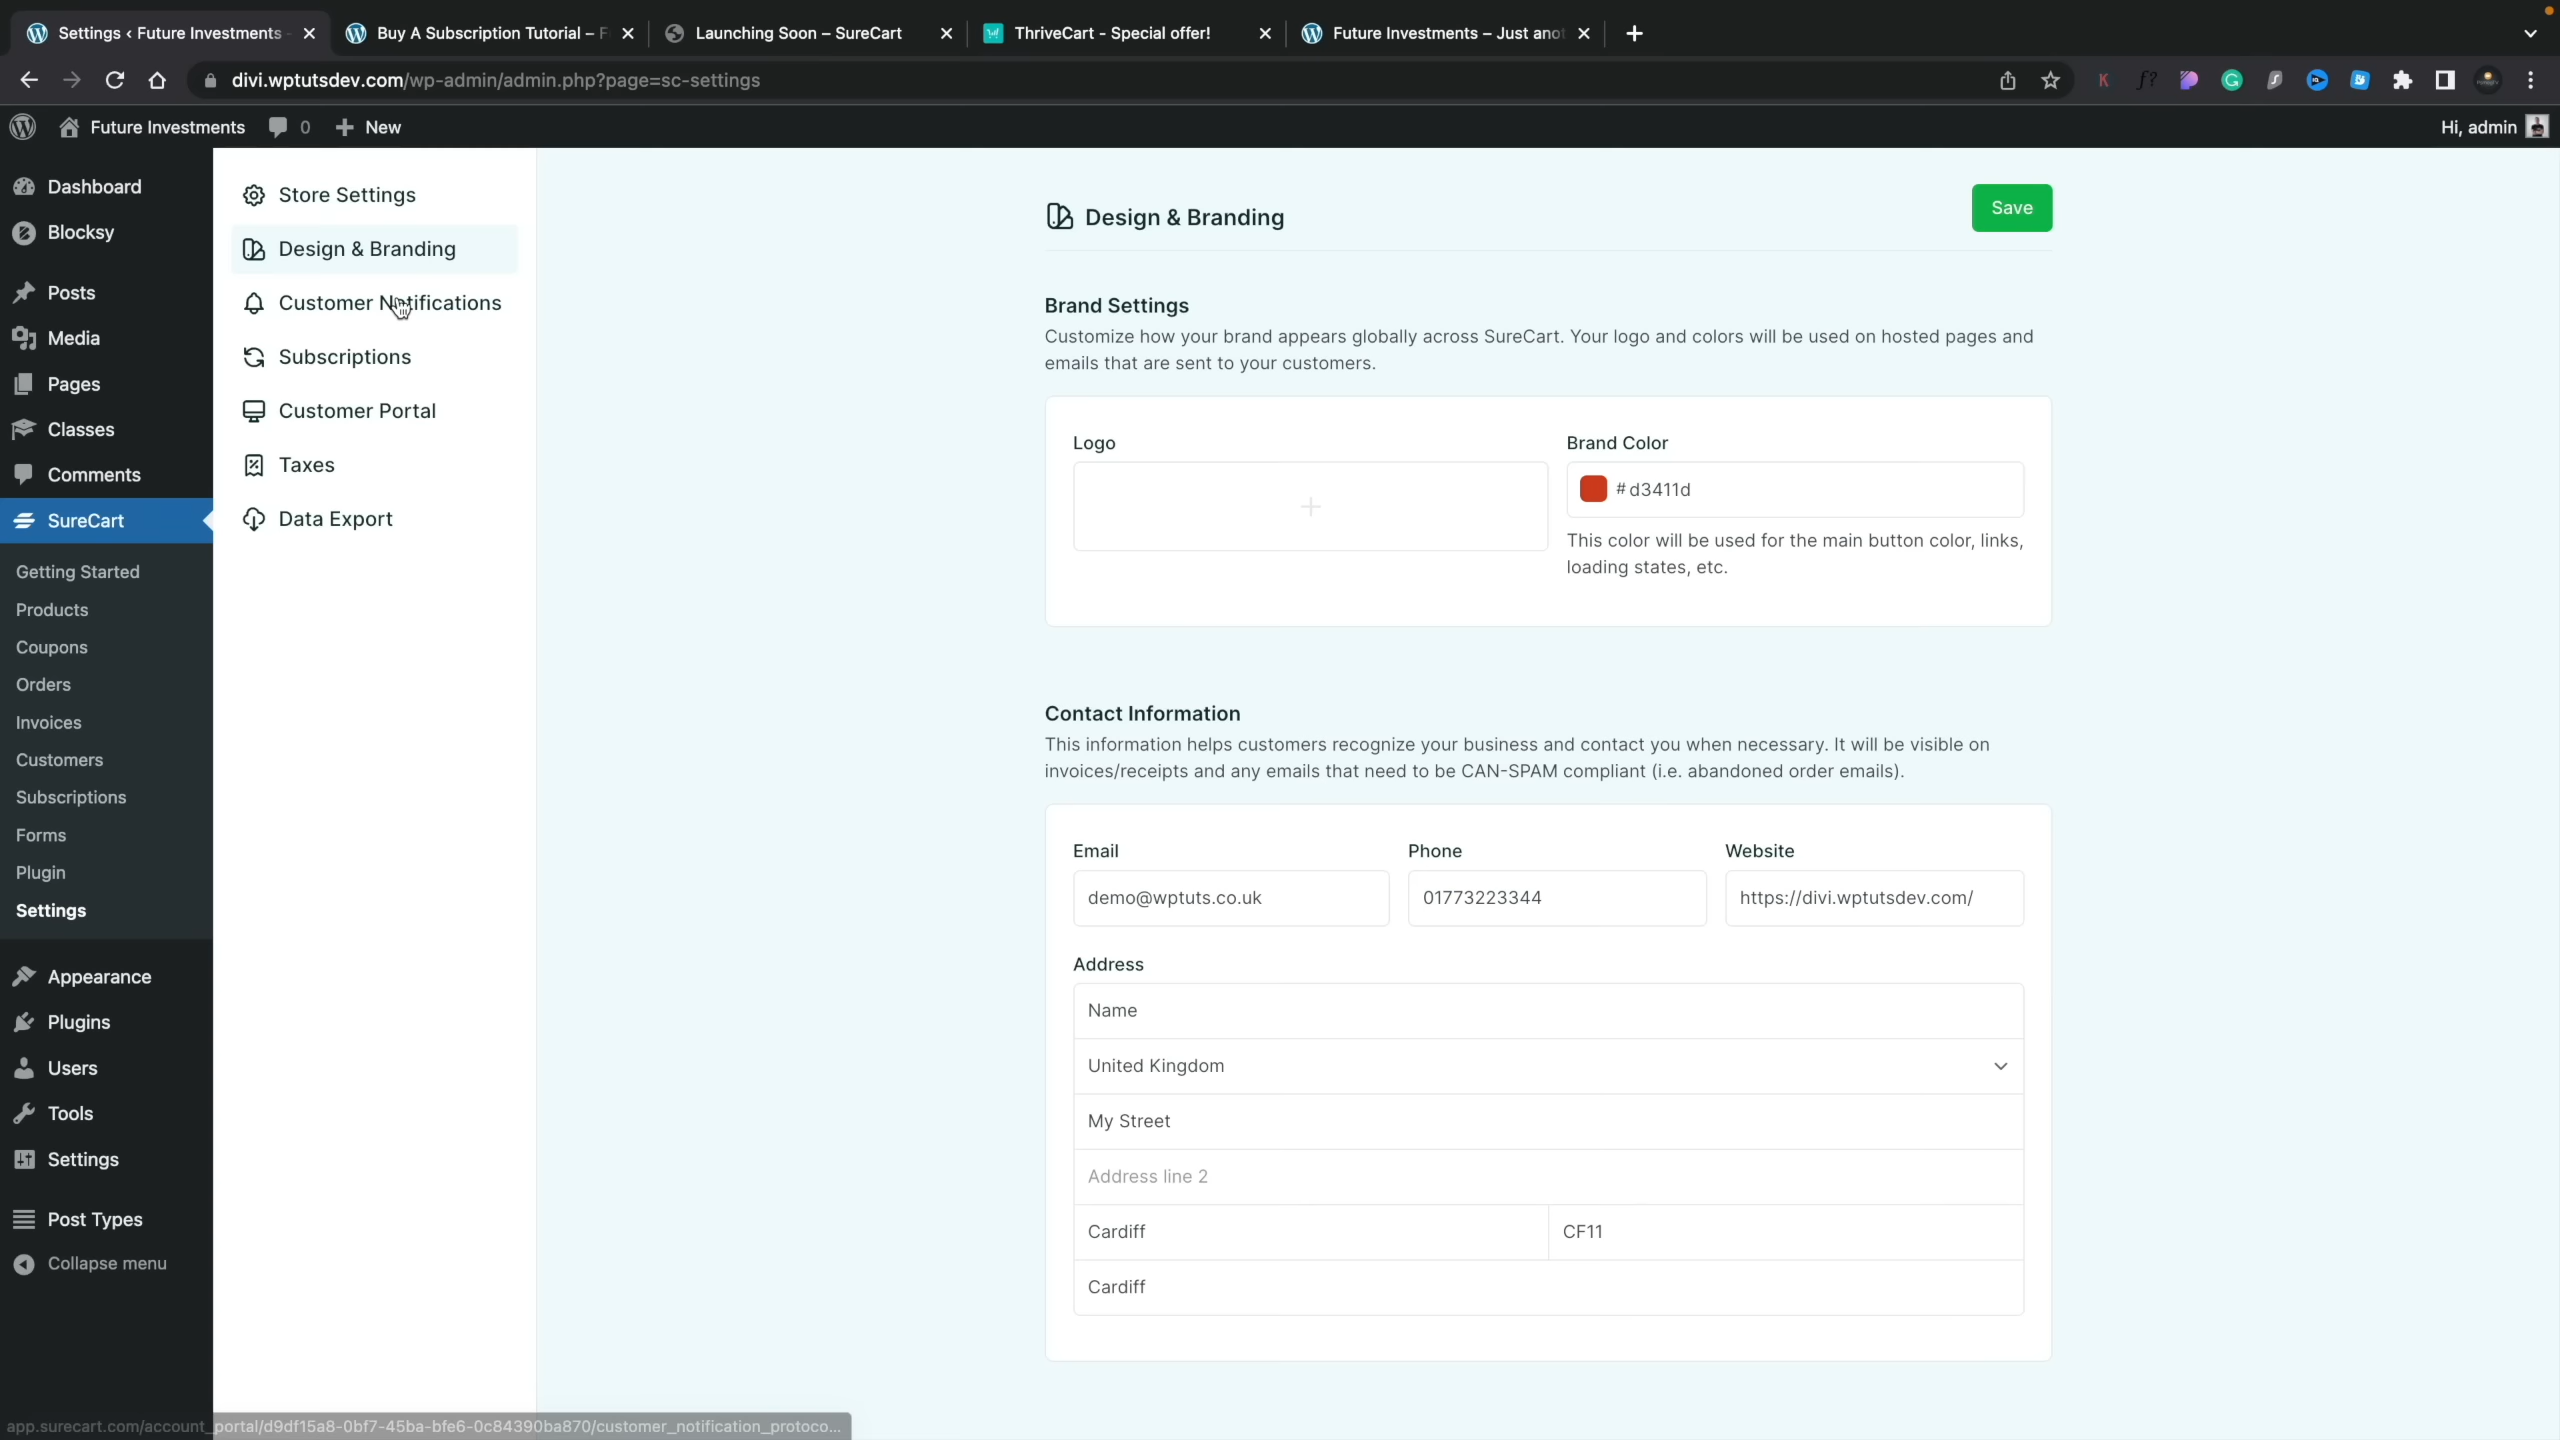 Settings ‹ Future Investments -
Buy A Subscription Tutorial – F
Launching Soon – SureCart
ThriveCart - Special offer!
Future Investments – Just anot
divi.wptutsdev.com/wp-admin/admin.php?page=sc-settings
Future Investments
0
New
Hi, admin
Dashboard
Blocksy
Posts
Media
Pages
Classes
Comments
SureCart
Getting Started
Products
Coupons
Orders
Invoices
Customers
Subscriptions
Forms
Plugin
Settings
Appearance
Plugins
Users
Tools
Settings
Post Types
Collapse menu
Store Settings
Design & Branding
Customer Notifications
Subscriptions
Customer Portal
Taxes
Data Export
Design & Branding
Save
Brand Settings
Customize how your brand appears globally across SureCart. Your logo and colors will be used on hosted pages and
emails that are sent to your customers.
Logo
Brand Color
# d3411d
This color will be used for the main button color, links,
loading states, etc.
Contact Information
This information helps customers recognize your business and contact you when necessary. It will be visible on
invoices/receipts and any emails that need to be CAN-SPAM compliant (i.e. abandoned order emails).
Email
Phone
Website
demo@wptuts.co.uk
01773223344
https://divi.wptutsdev.com/
Address
Name
United Kingdom
My Street
Address line 2
Cardiff
CF11
Cardiff
app.surecart.com/account_portal/d9df15a8-0bf7-45ba-bfe6-0c84390ba870/customer_notification_protoco...